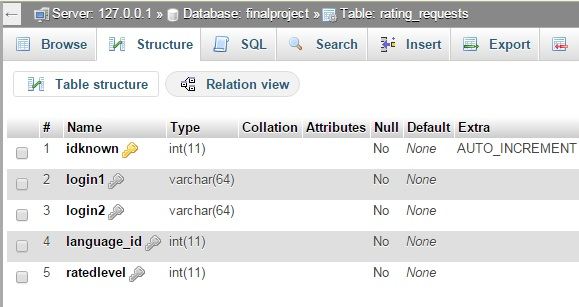 ← Server: 127.0.0.1 » Database: finalproject » Table: rating_requests
Browse Structure SQL Search Insert Export
Table structure Relation view
# Name Type Collation Attributes Null Default Extra
1 idknown int(11) No None AUTO_INCREMENT
2 login1 varchar(64) No None
3 login2 varchar(64) No None
4 language_id int(11) No None
5 ratedlevel int(11) No None